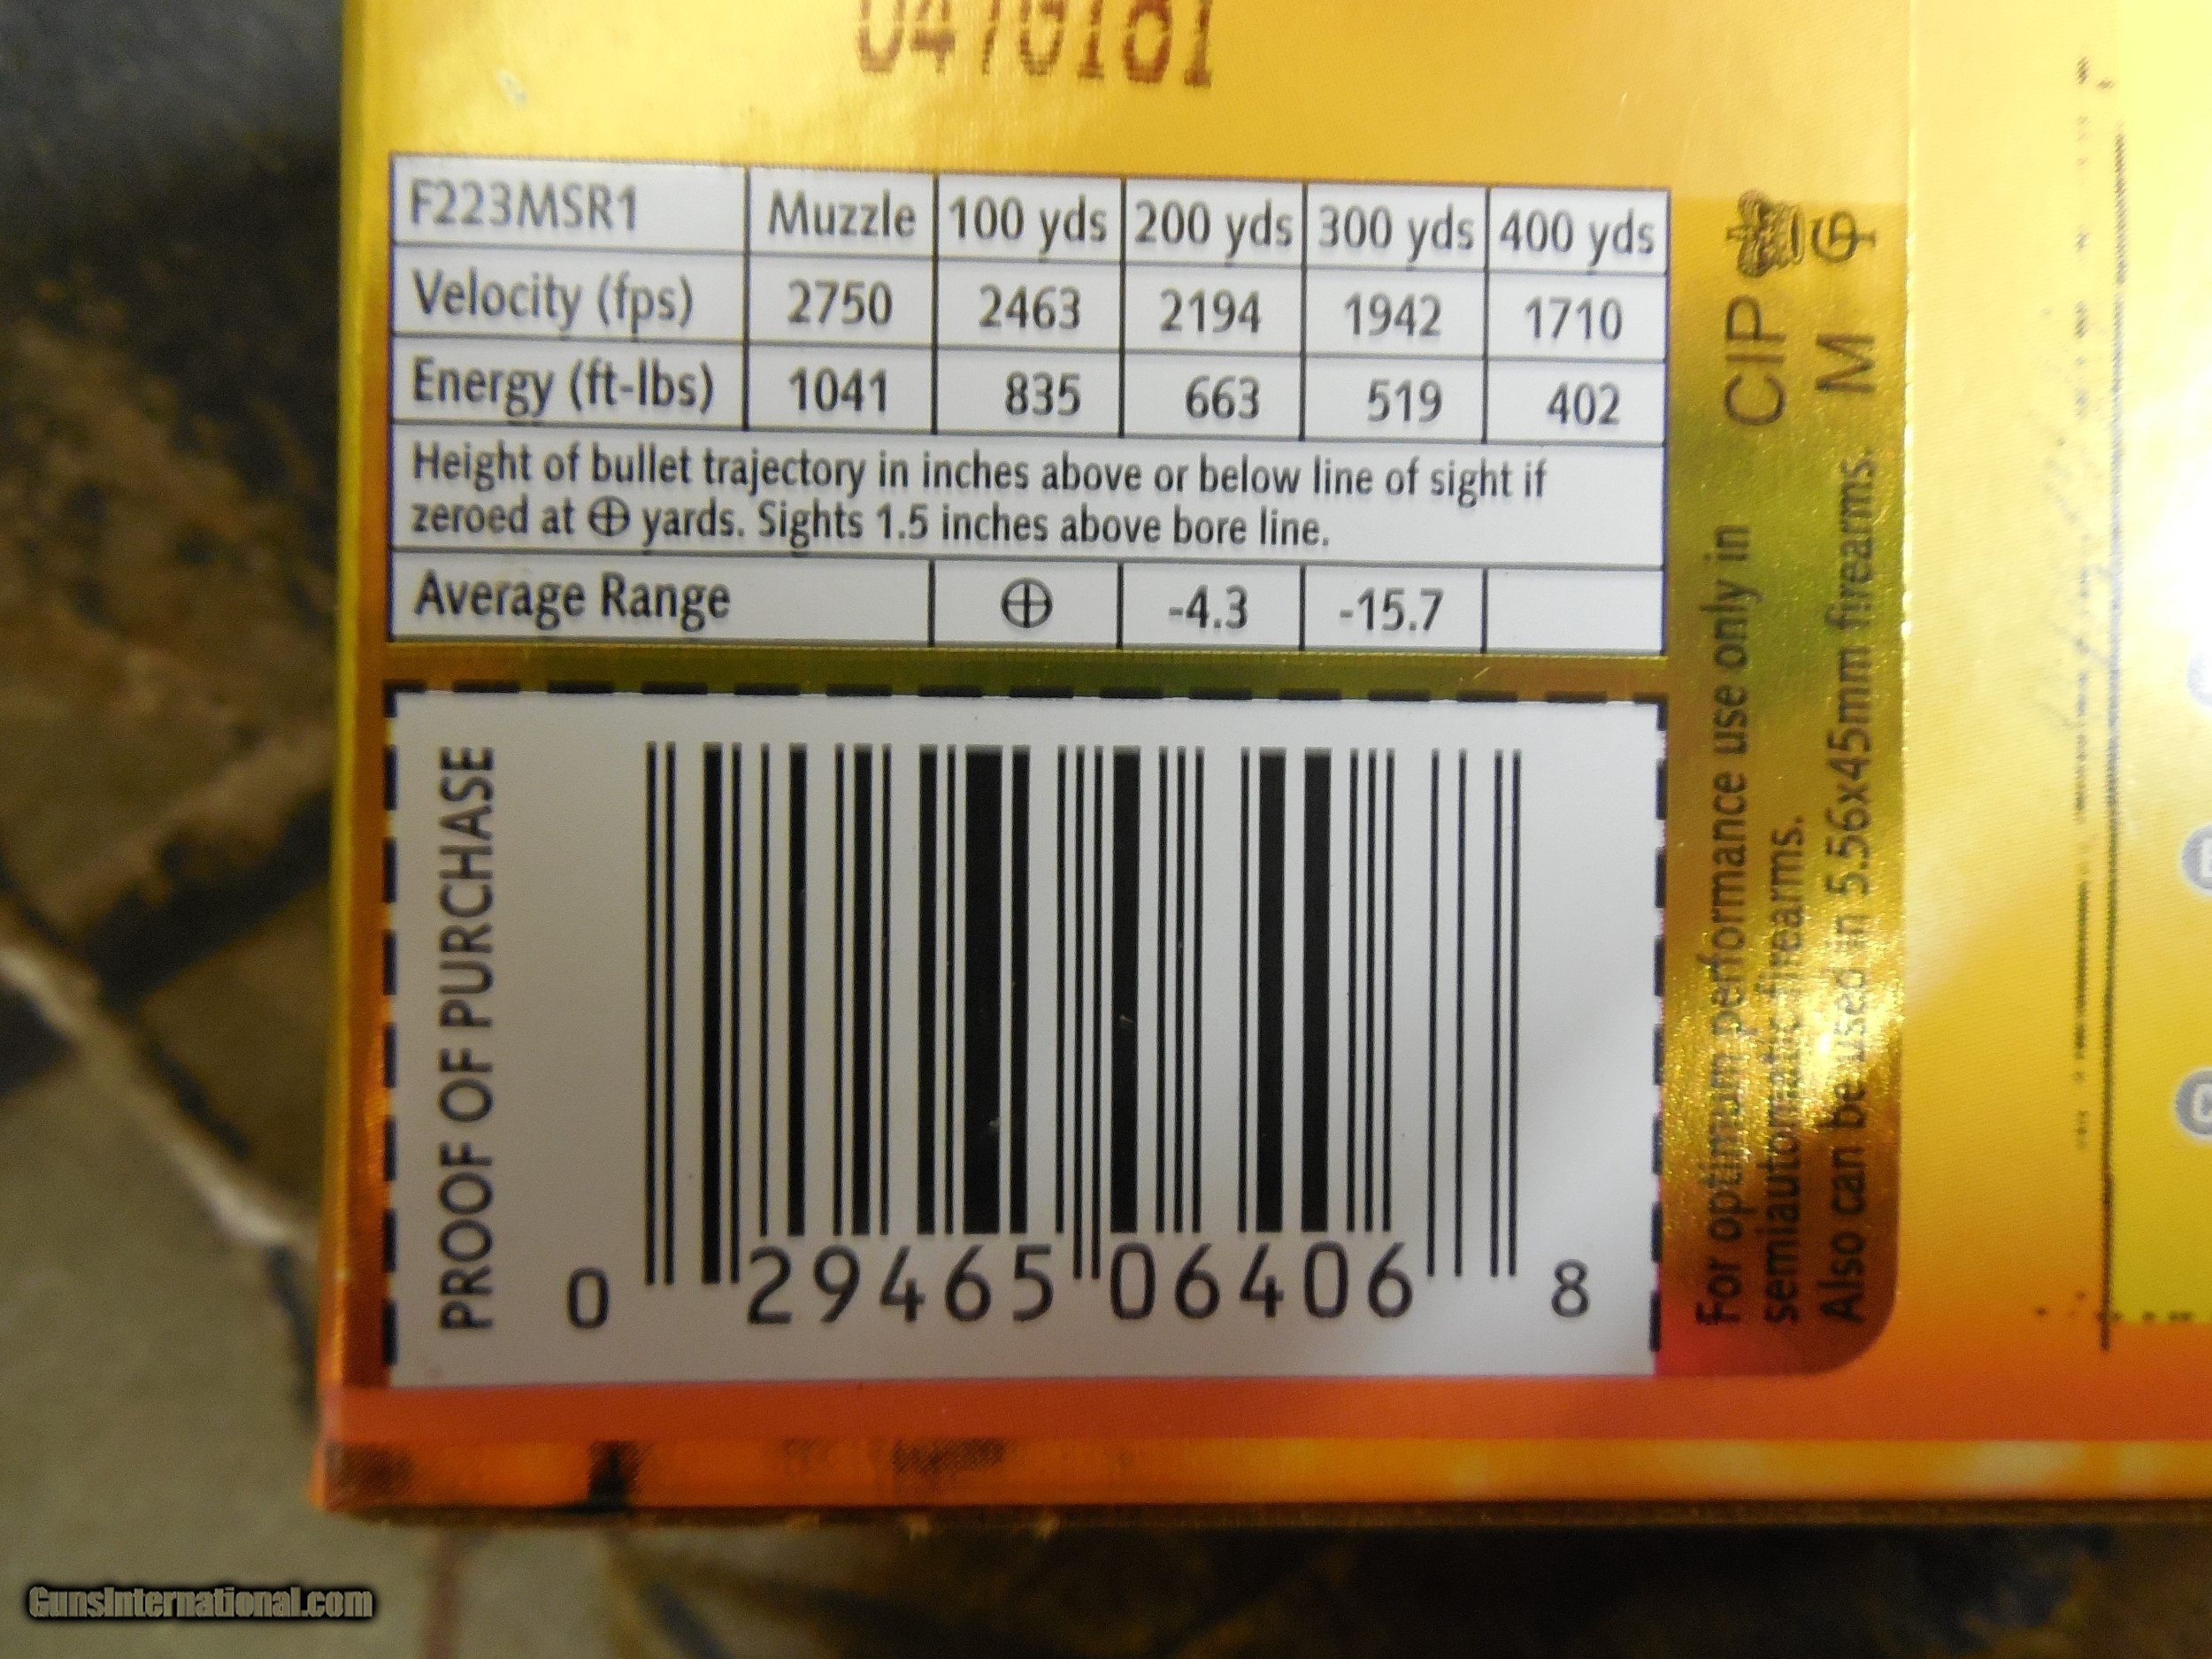 F223MSR1 Muzzle 100 yds 200 yds 300 yds 400 yds
Velocity (fps) 2750 2463 2194 1942 1710
Energy (ft-lbs) 1041 835 663 519 402
Height of bullet trajectory in inches above or below line of sight if
zeroed at ⊕ yards. Sights 1.5 inches above bore line.
Average Range ⊕ -4.3 -15.7
PROOF OF PURCHASE
0 29465 06406 8
For optimum performance use only in
semiautomatic firearms.
Also can be used in 5.56x45mm firearms.
CIP
M
GunsInternational.com